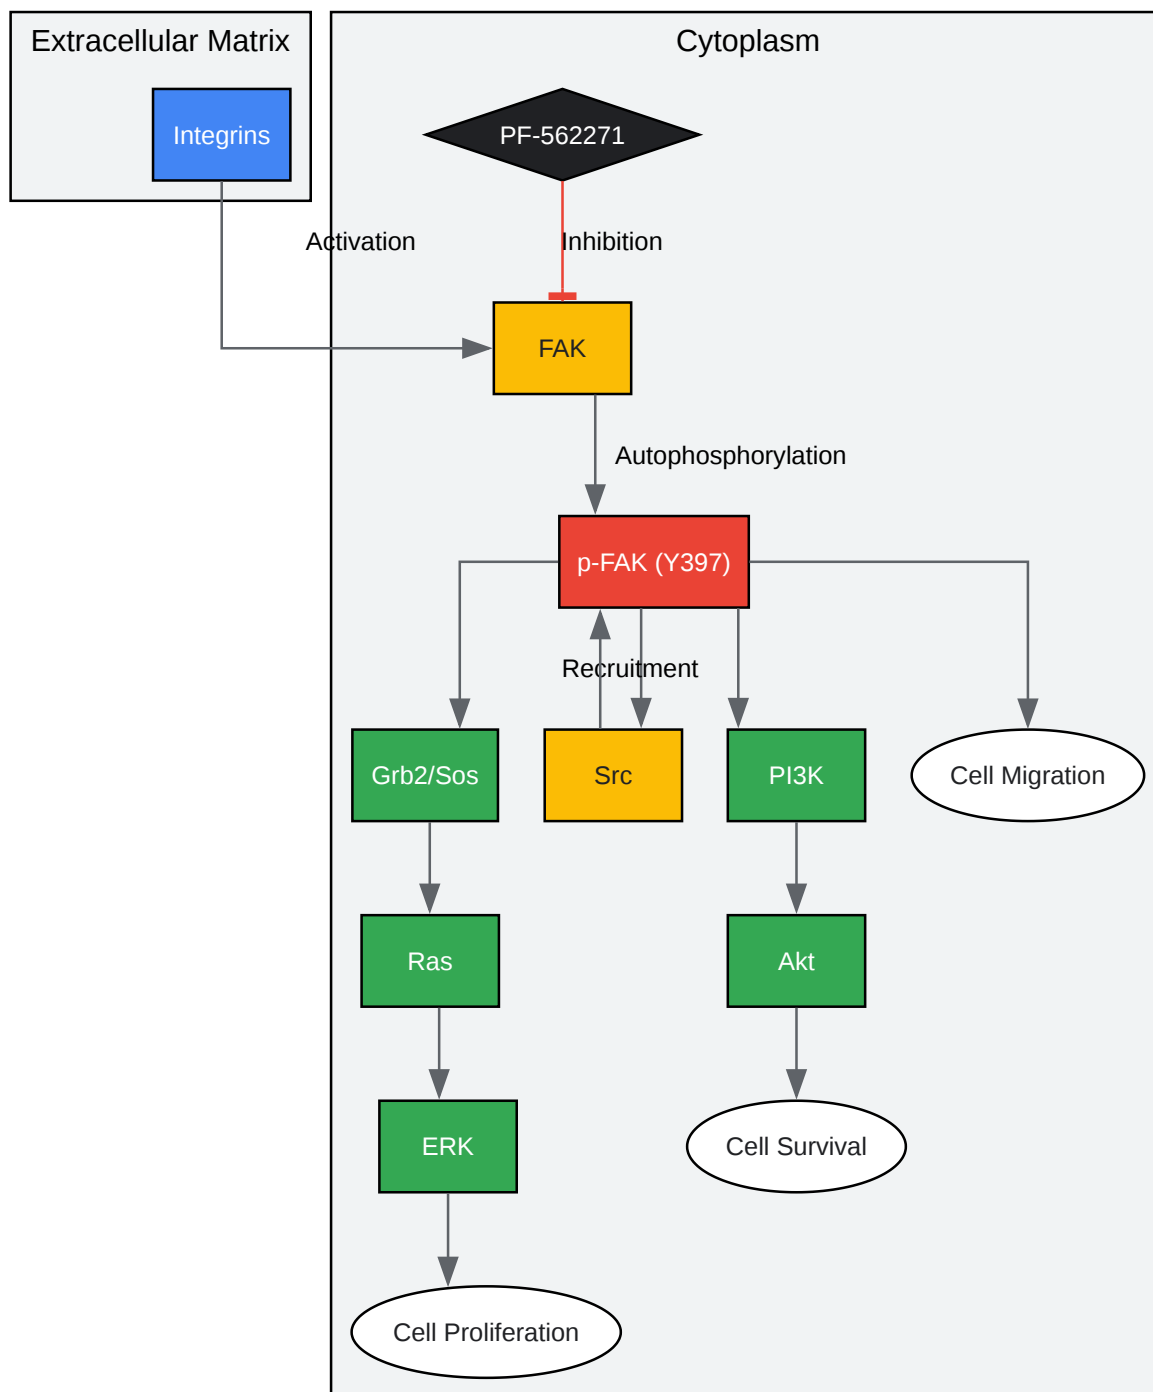 Extracellular Matrix
Cytoplasm
Integrins
PF-562271
Activation
Inhibition
FAK
Autophosphorylation
p-FAK (Y397)
Recruitment
Grb2/Sos
Src
PI3K
Cell Migration
Ras
Akt
ERK
Cell Survival
Cell Proliferation